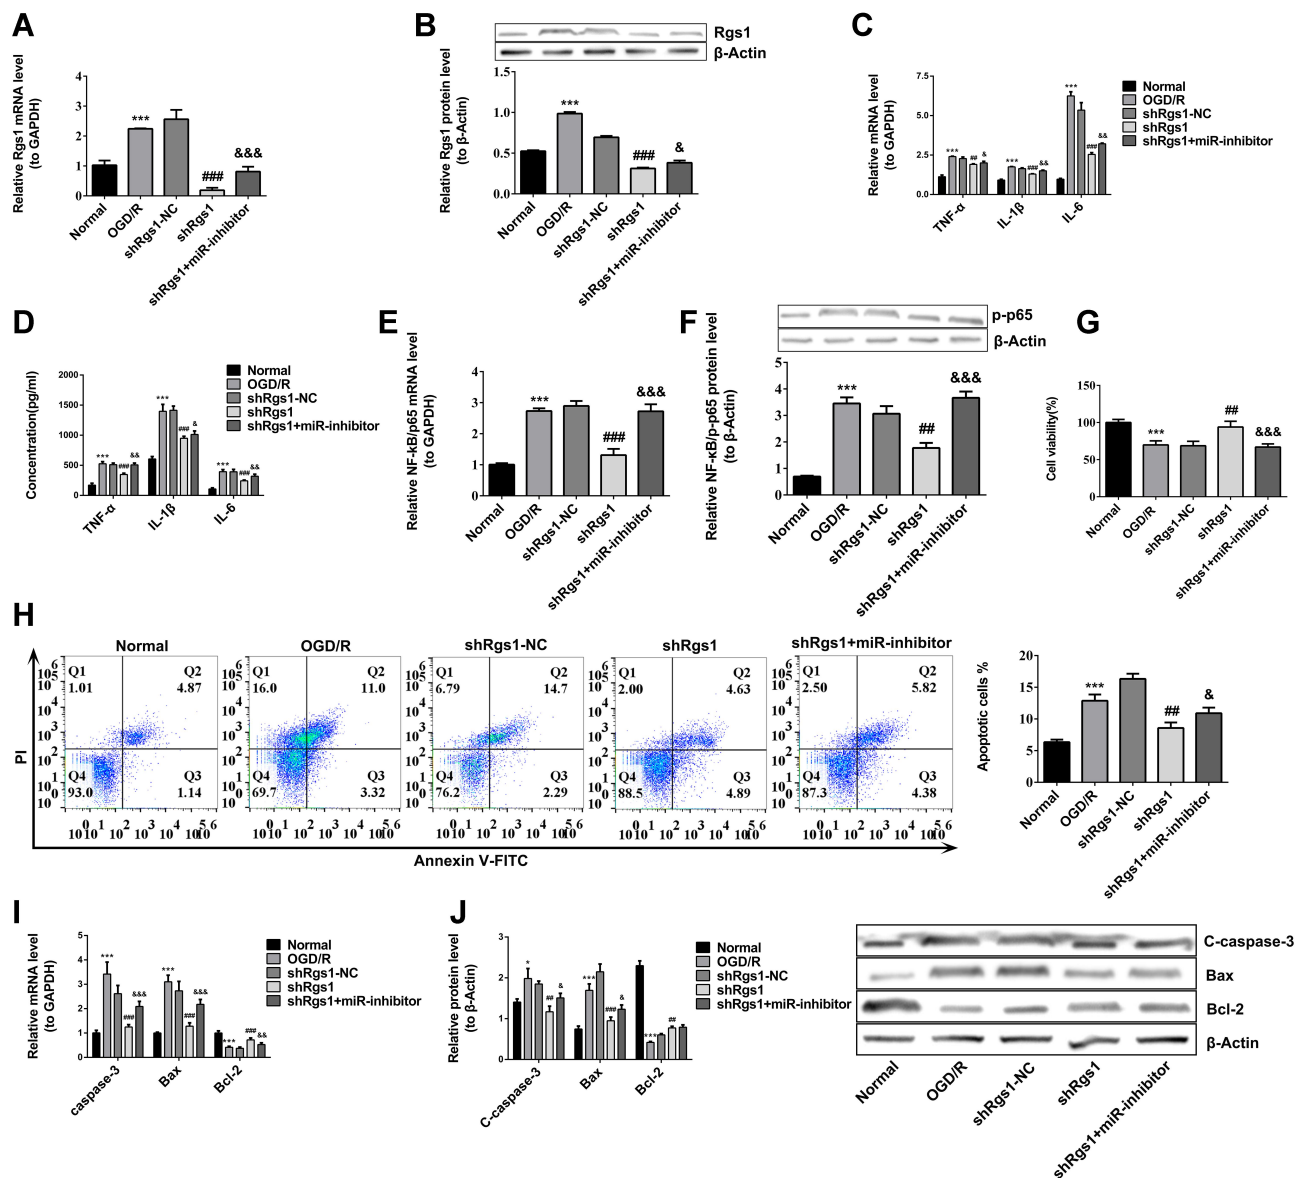 A
Relative Rgs1 mRNA level
(to GAPDH)
4
3
2
1
0
***
###
&&&
Normal
OGD/R
shRgs1-NC
shRgs1
shRgs1+miR-inhibitor
B
Rgs1
β-Actin
Relative Rgs1 protein level
(to β-Actin)
1.5
1.0
0.5
0.0
***
###
&
Normal
OGD/R
shRgs1-NC
shRgs1
shRgs1+miR-inhibitor
C
Relative mRNA level
(to GAPDH)
7.5
5.0
2.5
0.0
*** ## &
*** ### &&
*** ### &&
TNF-α
IL-1β
IL-6
Normal
OGD/R
shRgs1-NC
shRgs1
shRgs1+miR-inhibitor
D
Concentration(pg/ml)
2000
1500
1000
500
0
*** ### &&
*** ### &
*** ### &&
TNF-α
IL-1β
IL-6
Normal
OGD/R
shRgs1-NC
shRgs1
shRgs1+miR-inhibitor
E
Relative NF-kB/p65 mRNA level
(to GAPDH)
4
3
2
1
0
***
###
&&&
Normal
OGD/R
shRgs1-NC
shRgs1
shRgs1+miR-inhibitor
F
p-p65
β-Actin
Relative NF-κB/p-p65 protein level
(to β-Actin)
5
4
3
2
1
0
***
##
&&&
Normal
OGD/R
shRgs1-NC
shRgs1
shRgs1+miR-inhibitor
G
Cell viability(%)
150
100
50
0
***
##
&&&
Normal
OGD/R
shRgs1-NC
shRgs1
shRgs1+miR-inhibitor
H
PI
Normal
Q1
1.01
Q2
4.87
Q4
93.0
Q3
1.14
OGD/R
Q1
16.0
Q2
11.0
Q4
69.7
Q3
3.32
shRgs1-NC
Q1
6.79
Q2
14.7
Q4
76.2
Q3
2.29
shRgs1
Q1
2.00
Q2
4.63
Q4
88.5
Q3
4.89
shRgs1+miR-inhibitor
Q1
2.50
Q2
5.82
Q4
87.3
Q3
4.38
Annexin V-FITC
Apoptotic cells %
20
15
10
5
0
***
##
&
Normal
OGD/R
shRgs1-NC
shRgs1
shRgs1+miR-inhibitor
I
Relative mRNA level
(to GAPDH)
5
4
3
2
1
0
*** ### &&&
*** ### &&&
*** ### &&
caspase-3
Bax
Bcl-2
Normal
OGD/R
shRgs1-NC
shRgs1
shRgs1+miR-inhibitor
J
Relative protein level
(to β-Actin)
3
2
1
0
* ## &
*** ### &
*** ##
C-caspase-3
Bax
Bcl-2
Normal
OGD/R
shRgs1-NC
shRgs1
shRgs1+miR-inhibitor
C-caspase-3
Bax
Bcl-2
β-Actin
Normal
OGD/R
shRgs1-NC
shRgs1
shRgs1+miR-inhibitor